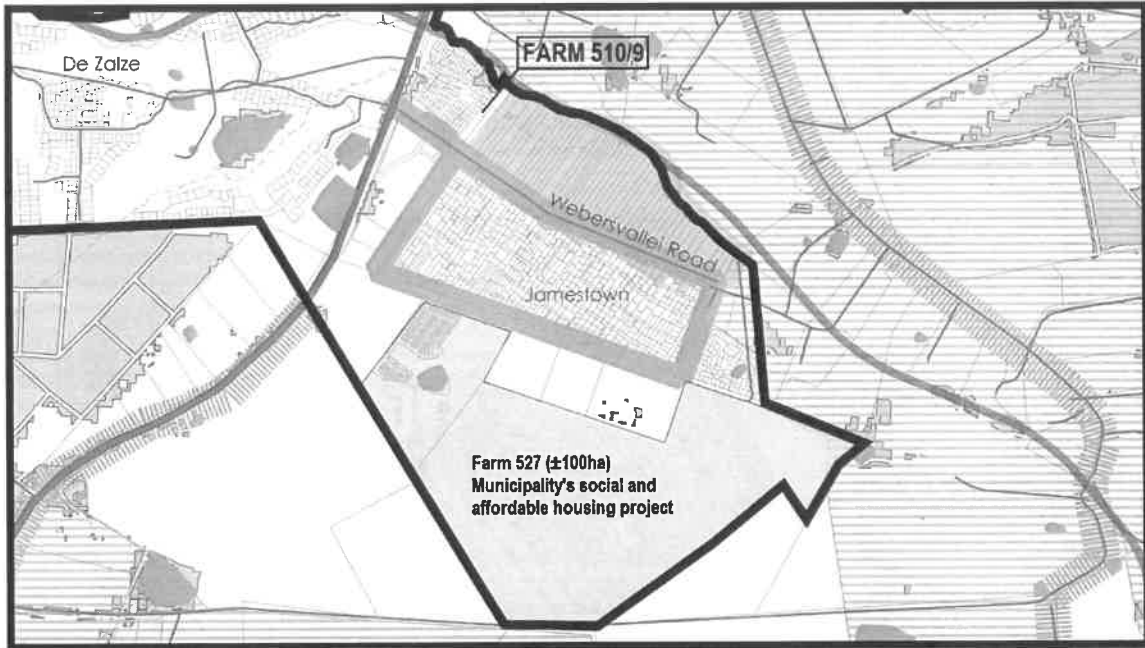 De Zalze
FARM 510/9
Webersvallei Road
Jamestown
Farm 527 (±100ha)
Municipality's social and
affordable housing project